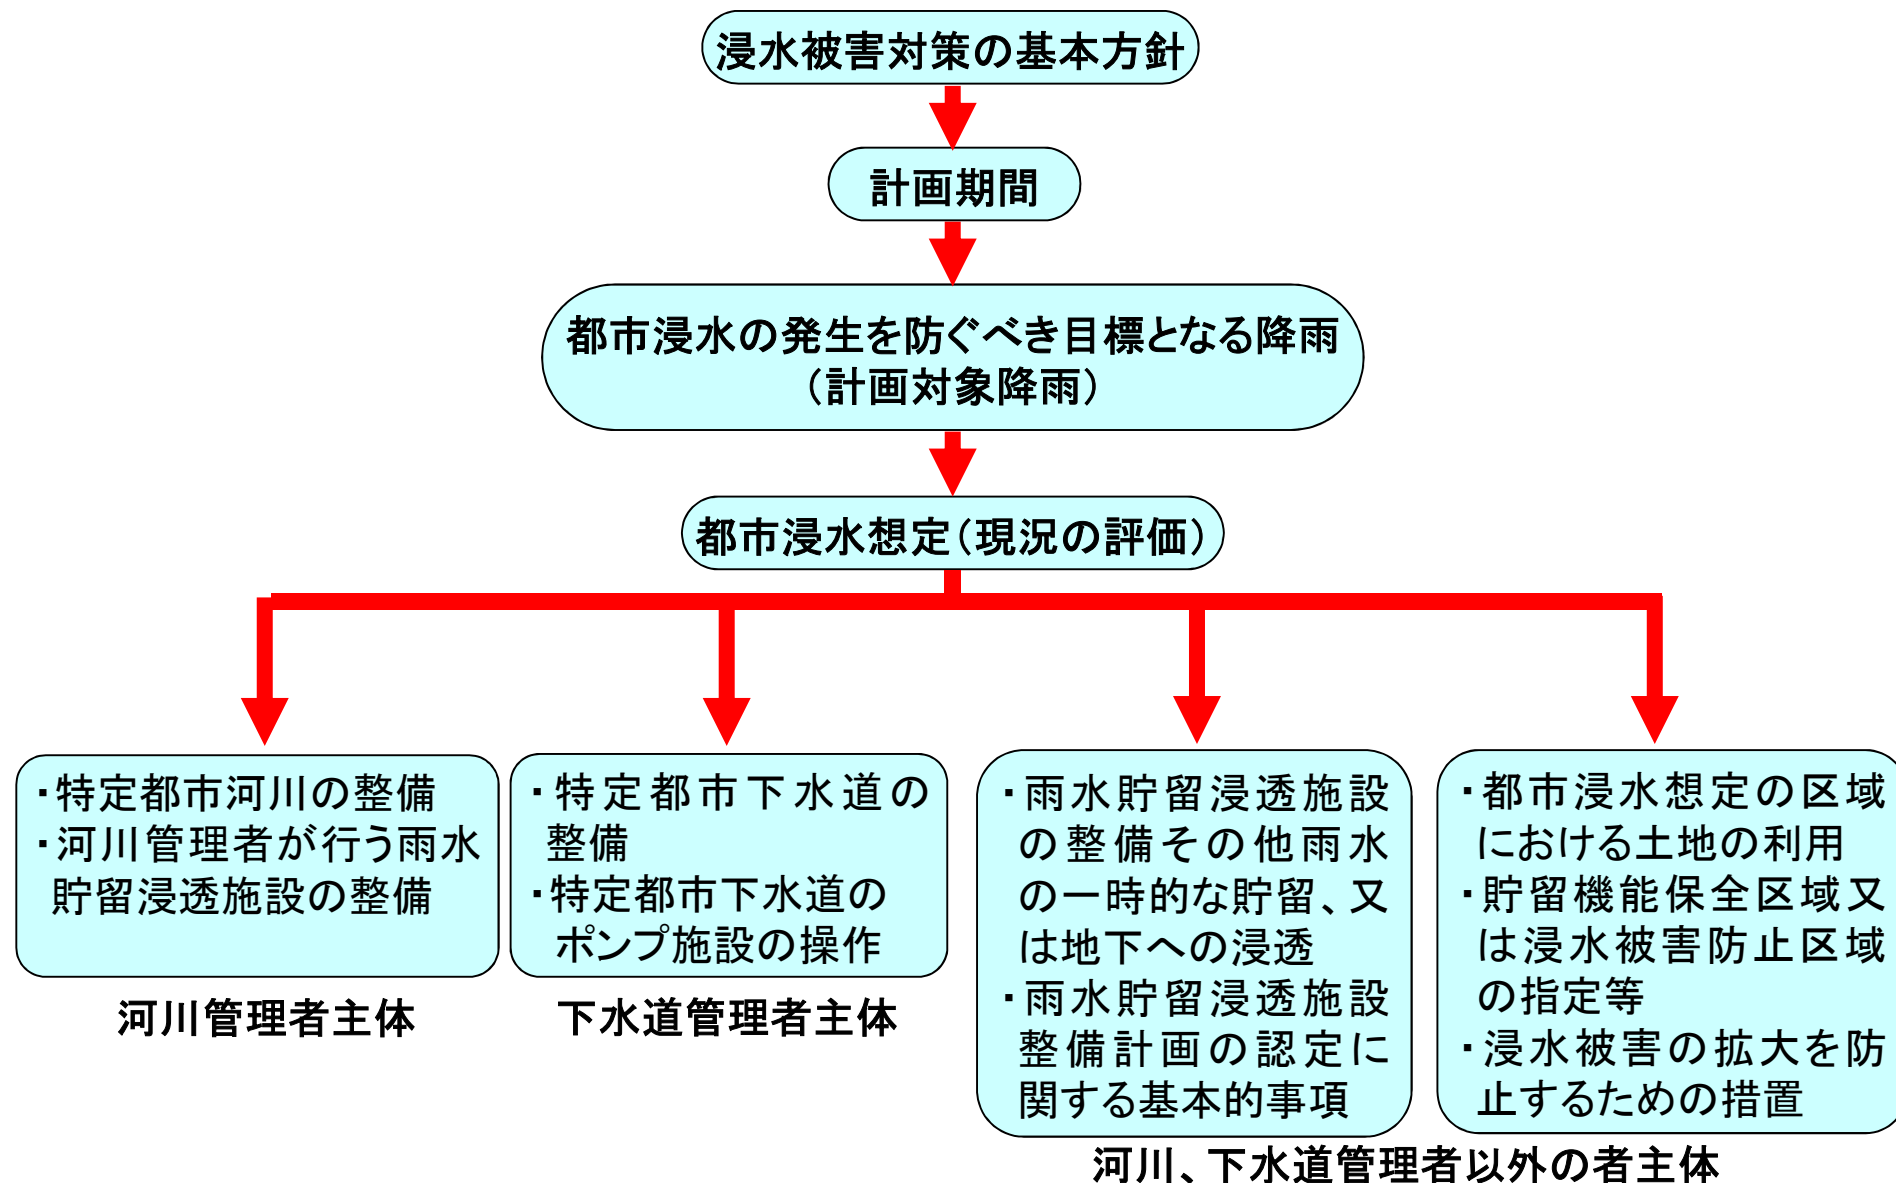 浸水被害対策の基本方針
計画期間
都市浸水の発生を防ぐべき目標となる降雨
（計画対象降雨）
都市浸水想定（現況の評価）
・特定都市河川の整備
・河川管理者が行う雨水
貯留浸透施設の整備
河川管理者主体
・特定都市下水道の
整備
・特定都市下水道の
ポンプ施設の操作
下水道管理者主体
・雨水貯留浸透施設
の整備その他雨水
の一時的な貯留、又
は地下への浸透
・雨水貯留浸透施設
整備計画の認定に
関する基本的事項
・都市浸水想定の区域
における土地の利用
・貯留機能保全区域又
は浸水被害防止区域
の指定等
・浸水被害の拡大を防
止するための措置
河川、下水道管理者以外の者主体